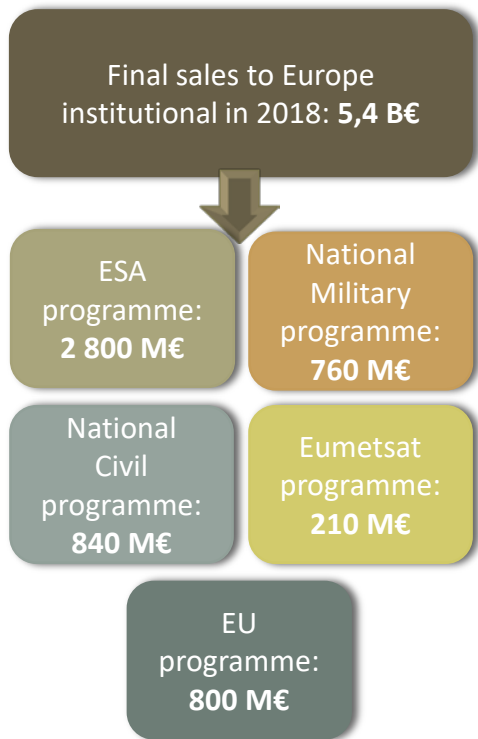 Final sales to Europe
institutional in 2018: 5,4 B€
ESA
programme:
2 800 M€
National
Military
programme:
760 M€
National
Civil
programme:
840 M€
Eumetsat
programme:
210 M€
EU
programme:
800 M€